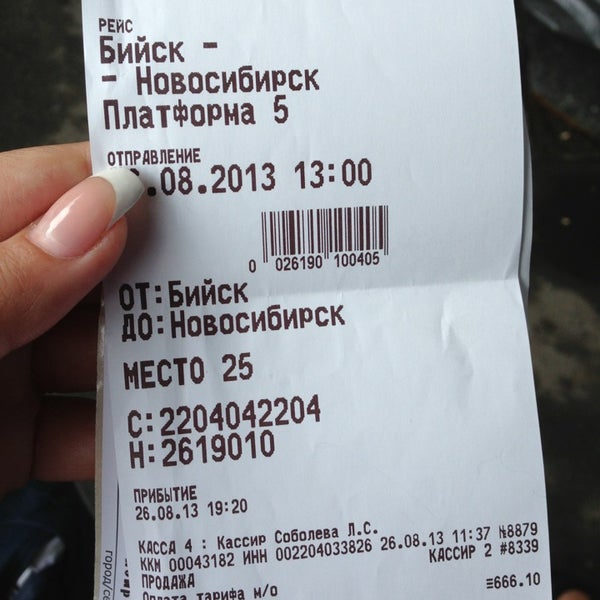 РЕЙС
Бийск -
- Новосибирск
Платформа 5
ОТПРАВЛЕНИЕ
.08.2013 13:00
0 026190 100405
ОТ:Бийск
ДО:Новосибирск
МЕСТО 25
С:2204042204
Н:2619010
ПРИБЫТИЕ
26.08.13 19:20
КАССА 4 : Кассир Соболева Л.С.
ККМ 00043182 ИНН 002204033826 26.08.13 11:37 №8879
КАССИР 2 #8339
ПРОДАЖА
Оплата тарифа м/о ≡666.10